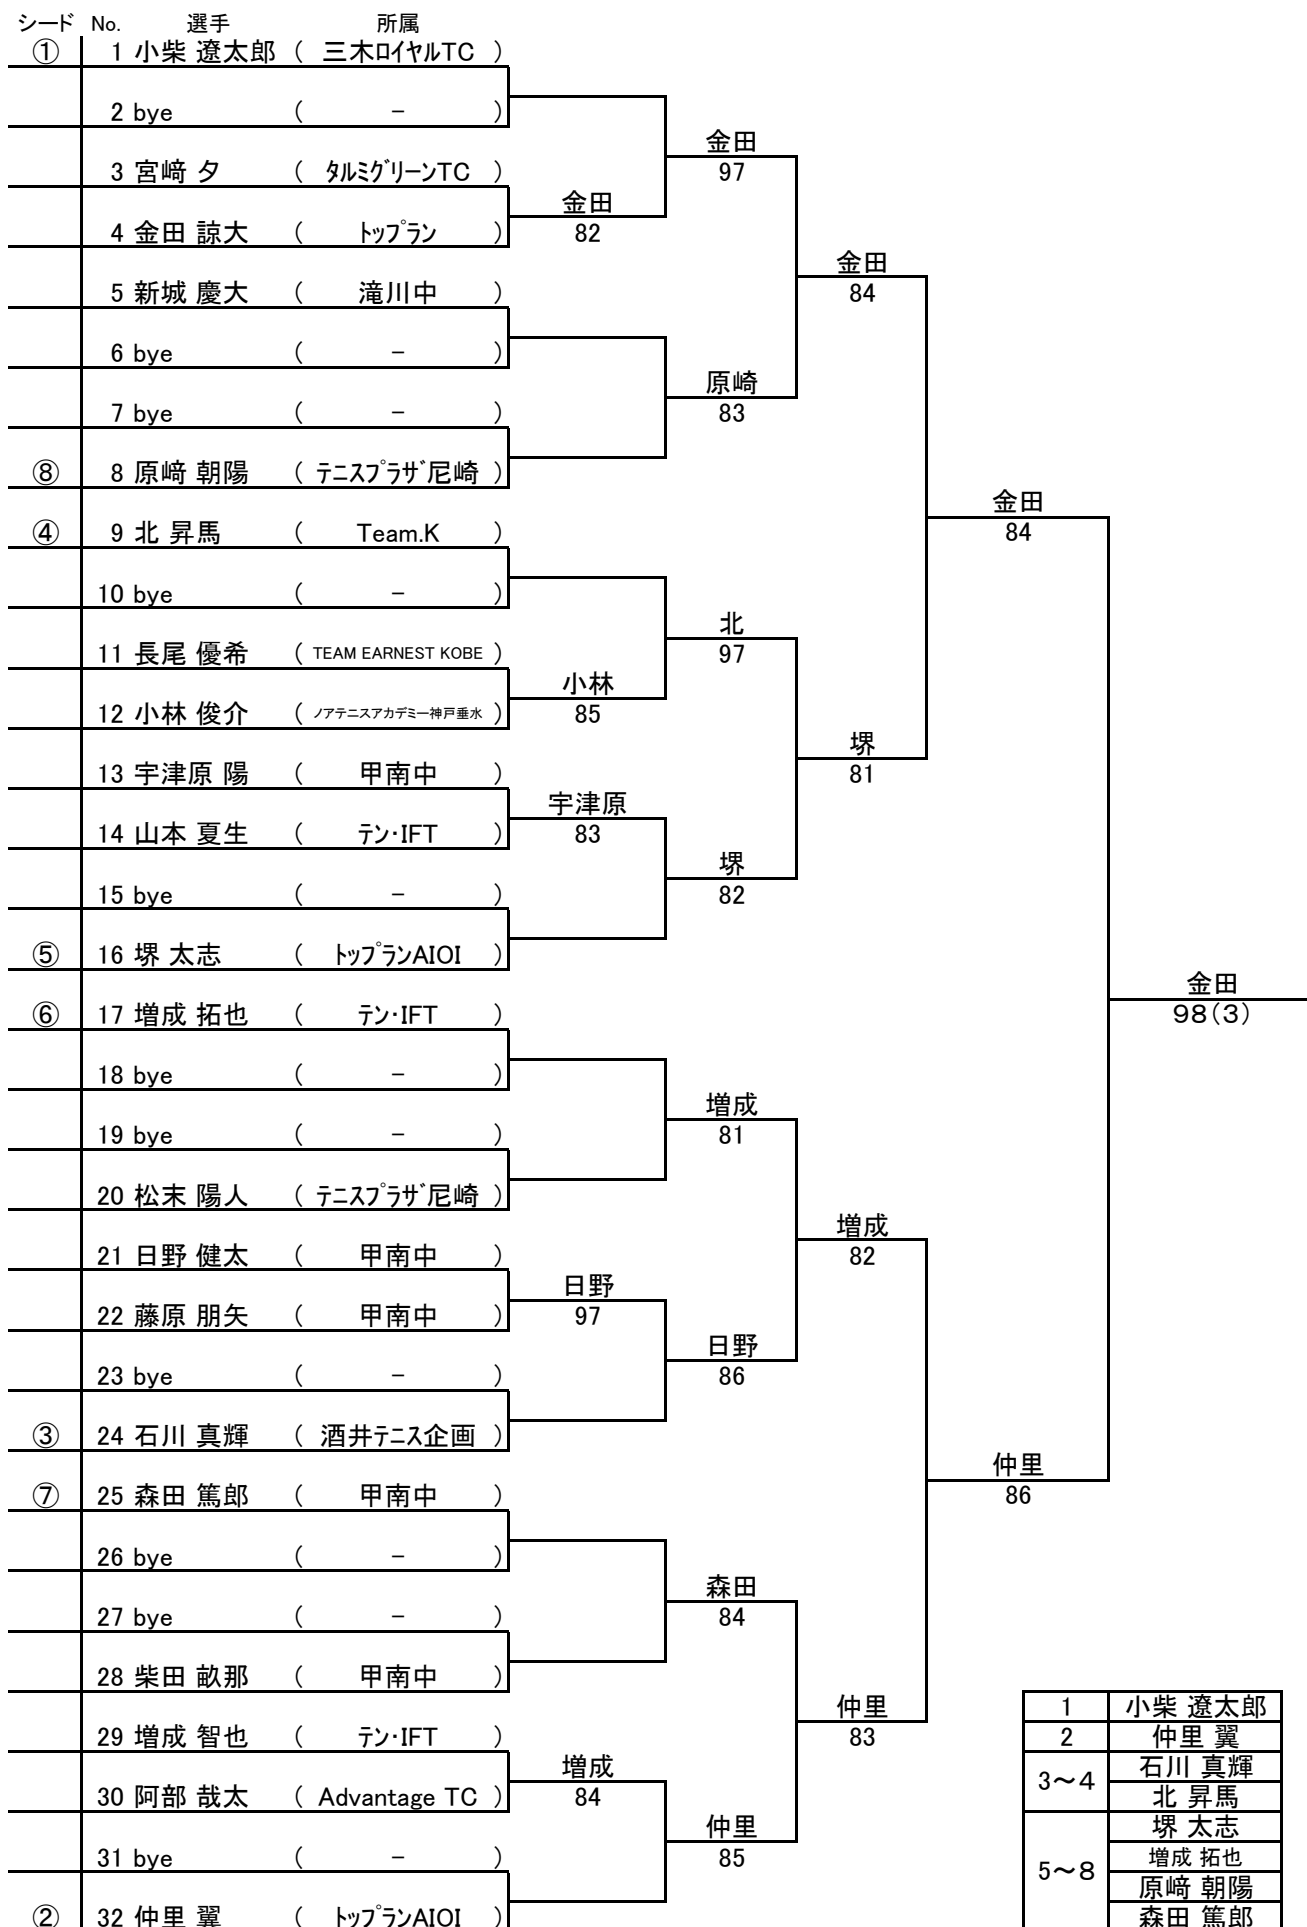 シード No. 選手 所属
① 1 小柴 遼太郎 ( 三木ﾛｲﾔﾙTC )
2 bye ( − )
金田
3 宮﨑 夕 ( ﾀﾙﾐｸﾞﾘｰﾝTC ) 97
金田
4 金田 諒大 ( ﾄｯﾌﾟﾗﾝ ) 82
金田
5 新城 慶大 ( 滝川中 ) 84
6 bye ( − )
原崎
7 bye ( − ) 83
⑧ 8 原﨑 朝陽 ( ﾃﾆｽﾌﾟﾗｻﾞ尼崎 )
金田
④ 9 北 昇馬 ( Team.K ) 84
10 bye ( − )
北
11 長尾 優希 ( TEAM EARNEST KOBE ) 97
小林
12 小林 俊介 ( ノアテニスアカデミー神戸垂水 ) 85
堺
13 宇津原 陽 ( 甲南中 ) 81
宇津原
14 山本 夏生 ( ﾃﾝ･IFT ) 83
堺
15 bye ( − ) 82
⑤ 16 堺 太志 ( ﾄｯﾌﾟﾗﾝAIOI )
金田
⑥ 17 増成 拓也 ( ﾃﾝ･IFT ) 98(3)
18 bye ( − )
増成
19 bye ( − ) 81
20 松末 陽人 ( ﾃﾆｽﾌﾟﾗｻﾞ尼崎 )
増成
21 日野 健太 ( 甲南中 ) 82
日野
22 藤原 朋矢 ( 甲南中 ) 97
日野
23 bye ( − ) 86
③ 24 石川 真輝 ( 酒井ﾃﾆｽ企画 )
仲里
⑦ 25 森田 篤郎 ( 甲南中 ) 86
26 bye ( − )
森田
27 bye ( − ) 84
28 柴田 畝那 ( 甲南中 )
仲里
29 増成 智也 ( ﾃﾝ･IFT ) 83
増成
30 阿部 哉太 ( Advantage TC ) 84
仲里
31 bye ( − ) 85
② 32 仲里 翼 ( ﾄｯﾌﾟﾗﾝAIOI )
1 小柴 遼太郎
2 仲里 翼
3～4 石川 真輝
北 昇馬
5～8 堺 太志
増成 拓也
原﨑 朝陽
森田 篤郎